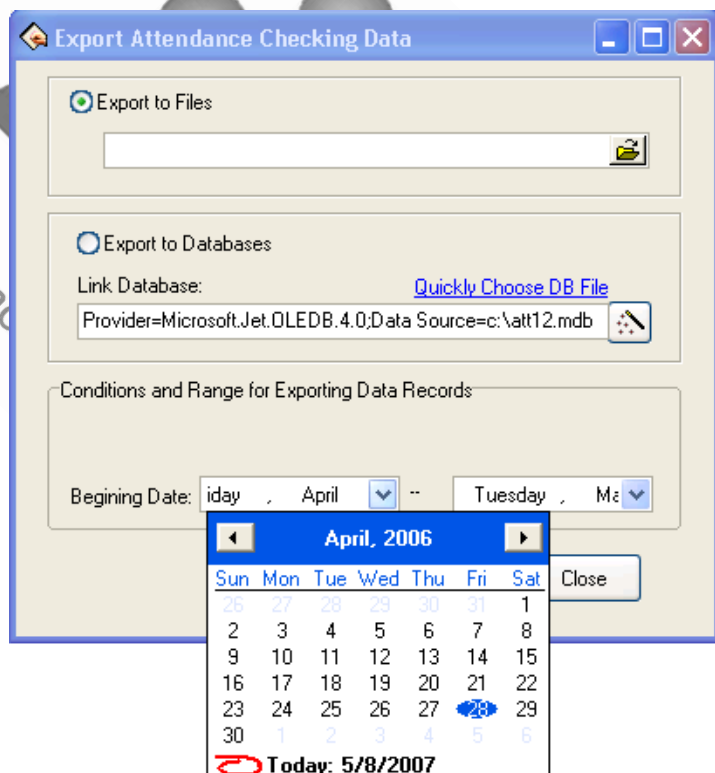 Export Attendance Checking Data
Export to Files
Export to Databases
Link Database: Quickly Choose DB File
Provider=Microsoft.Jet.OLEDB.4.0;Data Source=c:\att12.mdb
Conditions and Range for Exporting Data Records
Begining Date: iday , April -- Tuesday , Ma
April, 2006
Sun Mon Tue Wed Thu Fri Sat
26 27 28 29 30 31 1
2 3 4 5 6 7 8
9 10 11 12 13 14 15
16 17 18 19 20 21 22
23 24 25 26 27 28 29
30 1 2 3 4 5 6
Today: 5/8/2007
Close